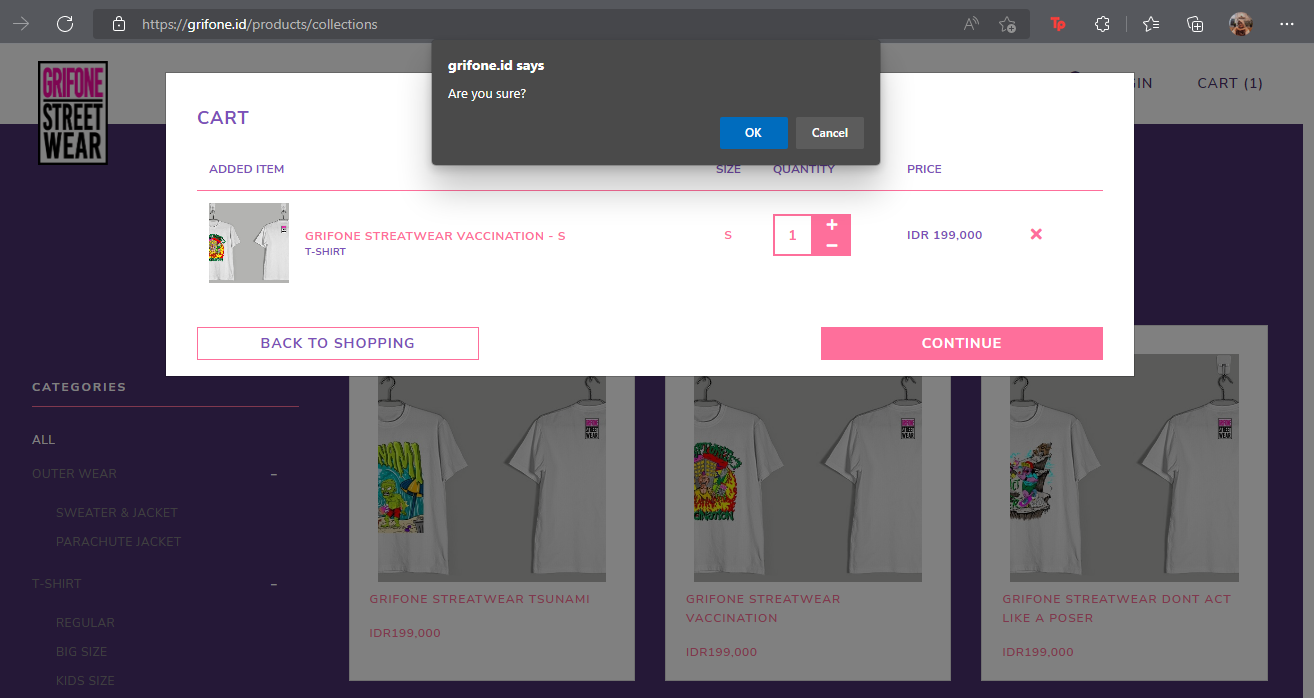 https://grifone.id/products/collections
grifone.id says
Are you sure?
OK
Cancel
GRIFONE
STREET
WEAR
GIN
CART (1)
CART
ADDED ITEM
SIZE
QUANTITY
PRICE
GRIFONE STREATWEAR VACCINATION - S
T-SHIRT
S
1
+
−
IDR 199,000
BACK TO SHOPPING
CONTINUE
CATEGORIES
ALL
OUTER WEAR
SWEATER & JACKET
PARACHUTE JACKET
T-SHIRT
REGULAR
BIG SIZE
KIDS SIZE
GRIFONE STREATWEAR TSUNAMI
IDR199,000
GRIFONE STREATWEAR
VACCINATION
IDR199,000
GRIFONE STREATWEAR DONT ACT
LIKE A POSER
IDR199,000